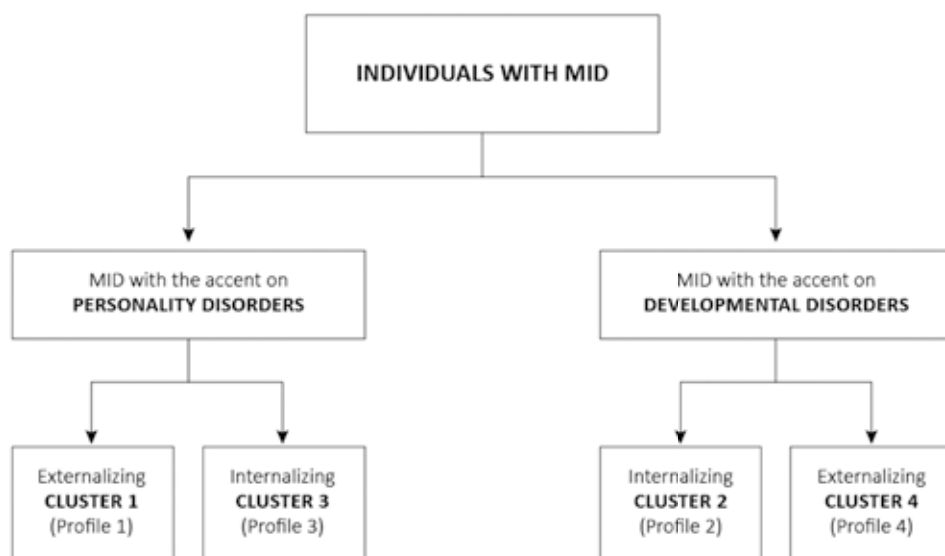 INDIVIDUALS WITH MID
MID with the accent on
PERSONALITY DISORDERS
MID with the accent on
DEVELOPMENTAL DISORDERS
Externalizing
CLUSTER 1
(Profile 1)
Internalizing
CLUSTER 3
(Profile 3)
Internalizing
CLUSTER 2
(Profile 2)
Externalizing
CLUSTER 4
(Profile 4)